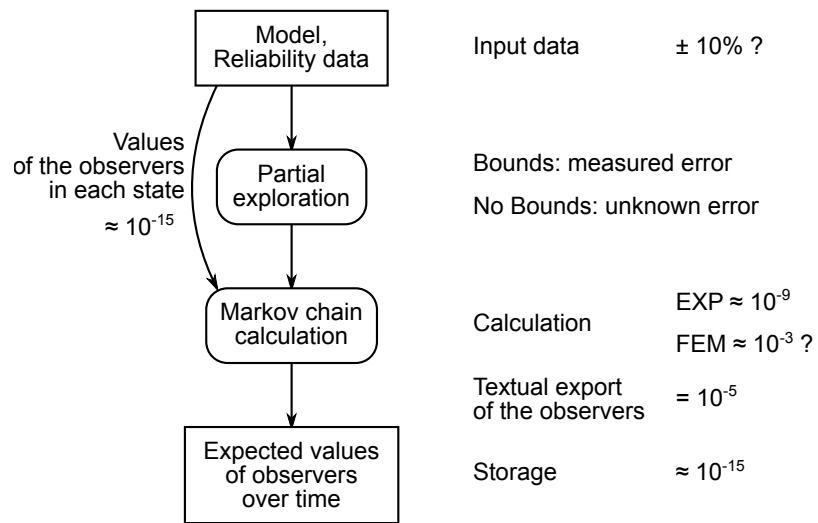 Model,
Reliability data
Input data ± 10% ?
Values
of the observers
in each state
≈ 10⁻¹⁵
Partial
exploration
Bounds: measured error
No Bounds: unknown error
Markov chain
calculation
Calculation
EXP ≈ 10⁻⁹
FEM ≈ 10⁻³ ?
Textual export
of the observers
= 10⁻⁵
Expected values
of observers
over time
Storage ≈ 10⁻¹⁵